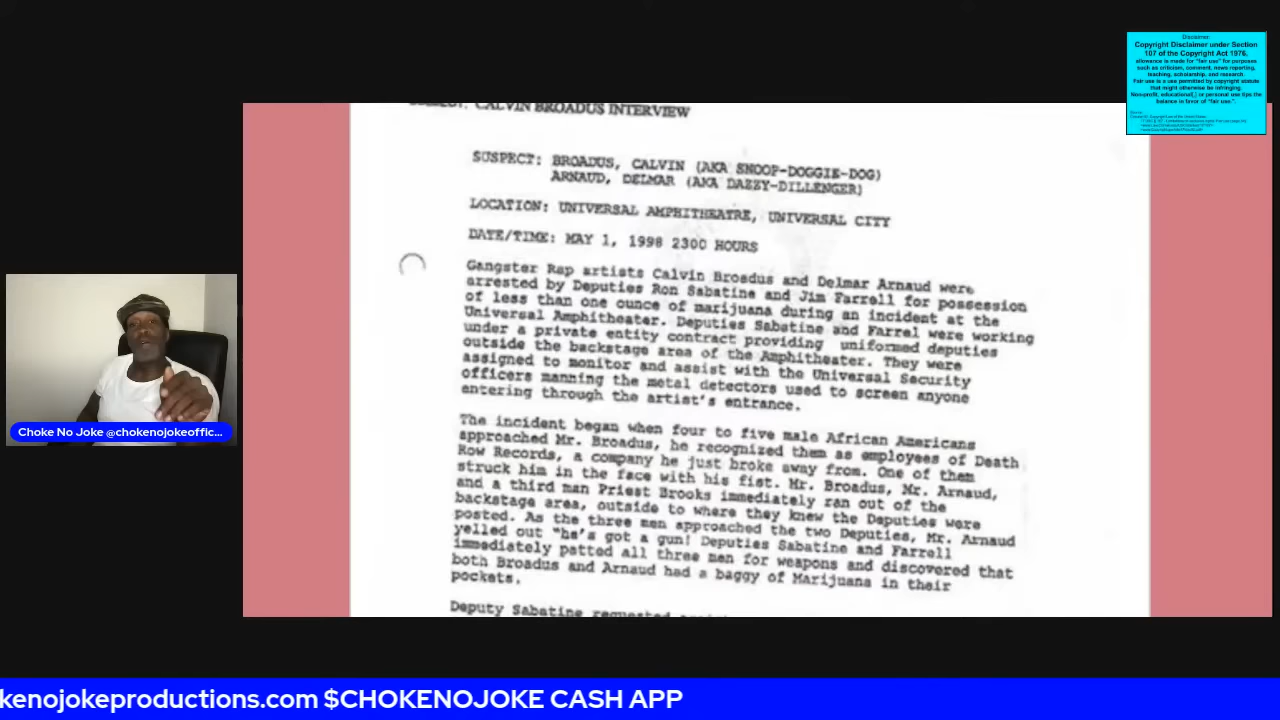 Disclaimer:
Copyright Disclaimer under Section
107 of the Copyright Act 1976,
allowance is made for "fair use" for purposes
such as criticism, comment, news reporting,
teaching, scholarship, and research.
Fair use is a use permitted by copyright statute
that might otherwise be infringing.
Non-profit, educational[,] or personal use tips the
balance in favor of "fair use".
CALVIN BROADUS INTERVIEW
SUSPECT: BROADUS, CALVIN (AKA SNOOP-DOGGIE-DOG)
ARNAUD, DELMAR (AKA DAZZY-DILLENGER)
LOCATION: UNIVERSAL AMPHITHEATRE, UNIVERSAL CITY
DATE/TIME: MAY 1, 1998 2300 HOURS
Gangster Rap artists Calvin Broadus and Delmar Arnaud were
arrested by Deputies Ron Sabatine and Jim Farrell for possession
of less than one ounce of marijuana during an incident at the
Universal Amphitheater. Deputies Sabatine and Farrel were working
under a private entity contract providing uniformed deputies
outside the backstage area of the Amphitheater. They were
assigned to monitor and assist with the Universal Security
officers manning the metal detectors used to screen anyone
entering through the artist's entrance.
The incident began when four to five male African Americans
approached Mr. Broadus, he recognized them as employees of Death
Row Records, a company he just broke away from. One of them
struck him in the face with his fist. Mr. Broadus, Mr. Arnaud,
and a third man Priest Brooks immediately ran out of the
backstage area, outside to where they knew the Deputies were
posted. As the three men approached the two Deputies, Mr. Arnaud
yelled out "he's got a gun! Deputies Sabatine and Farrell
immediately patted all three men for weapons and discovered that
both Broadus and Arnaud had a baggy of Marijuana in their
pockets.
Deputy Sabatine requested
Choke No Joke @chokenojokeoffic...
kenojokeproductions.com $CHOKENOJOKE CASH APP